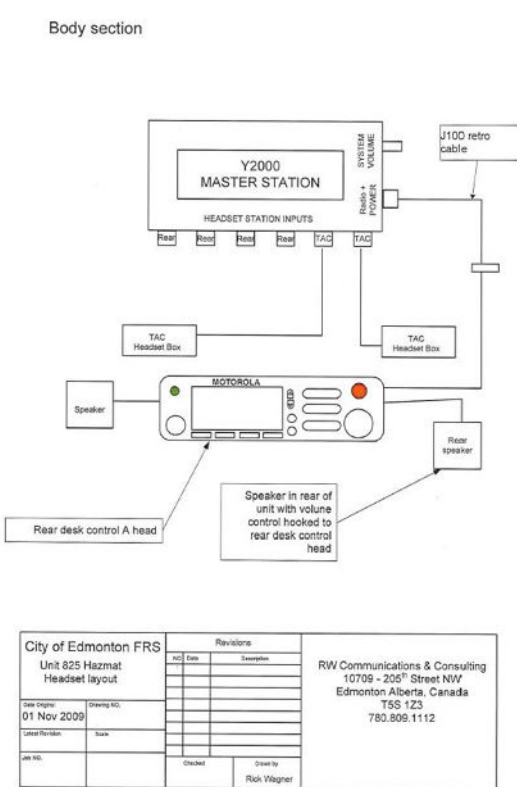 Body section
J100 retro
cable
SYSTEM
VOLUME
Y2000
MASTER STATION
Radio +
POWER
HEADSET STATION INPUTS
Rear
Rear
Rear
Rear
TAC
TAC
TAC
Headset Box
TAC
Headset Box
MOTOROLA
Speaker
Rear
speaker
Rear desk control A head
Speaker in rear of
unit with volune
control hooked to
rear desk control
head
City of Edmonton FRS
Unit 825 Hazmat
Headset layout
Date Origin:
01 Nov 2009
Drawing NO.
Latest Revision
Scale
Job NO.
Revisions
NO Date Description
Checked
Drawn by
Rick Wagner
RW Communications & Consulting
10709 - 205th Street NW
Edmonton Alberta, Canada
T5S 1Z3
780.809.1112